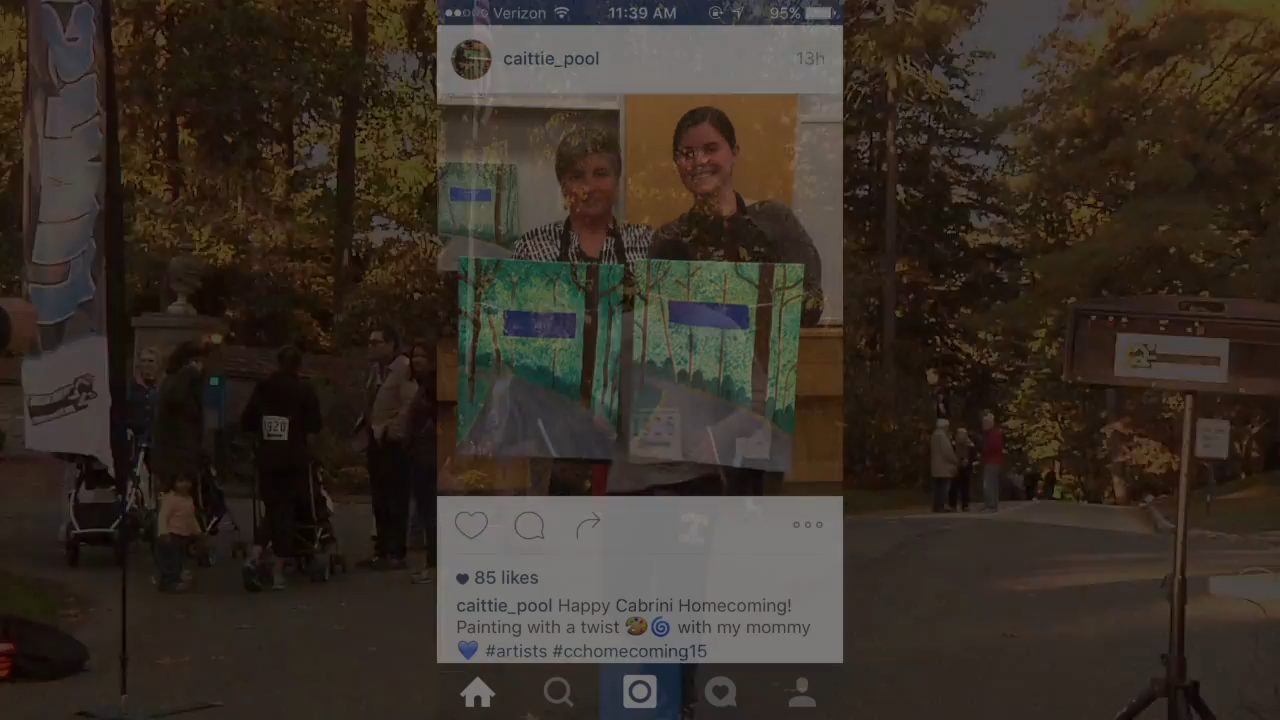 Verizon 11:39 AM 95%
caittie_pool 13h
1920
85 likes
caittie_pool Happy Cabrini Homecoming!
Painting with a twist 🎨🌀 with my mommy
💙 #artists #cchomecoming15